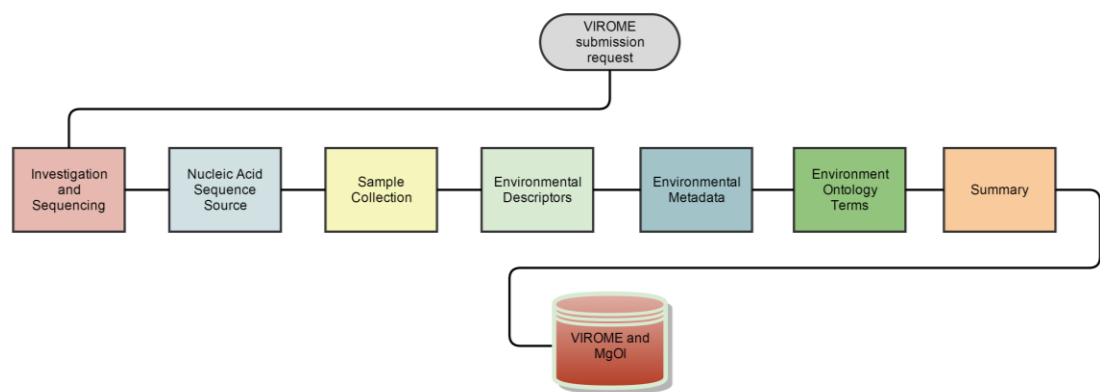 VIROME
submission
request
Investigation
and
Sequencing
Nucleic Acid
Sequence
Source
Sample
Collection
Environmental
Descriptors
Environmental
Metadata
Environment
Ontology
Terms
Summary
VIROME and
MgOl